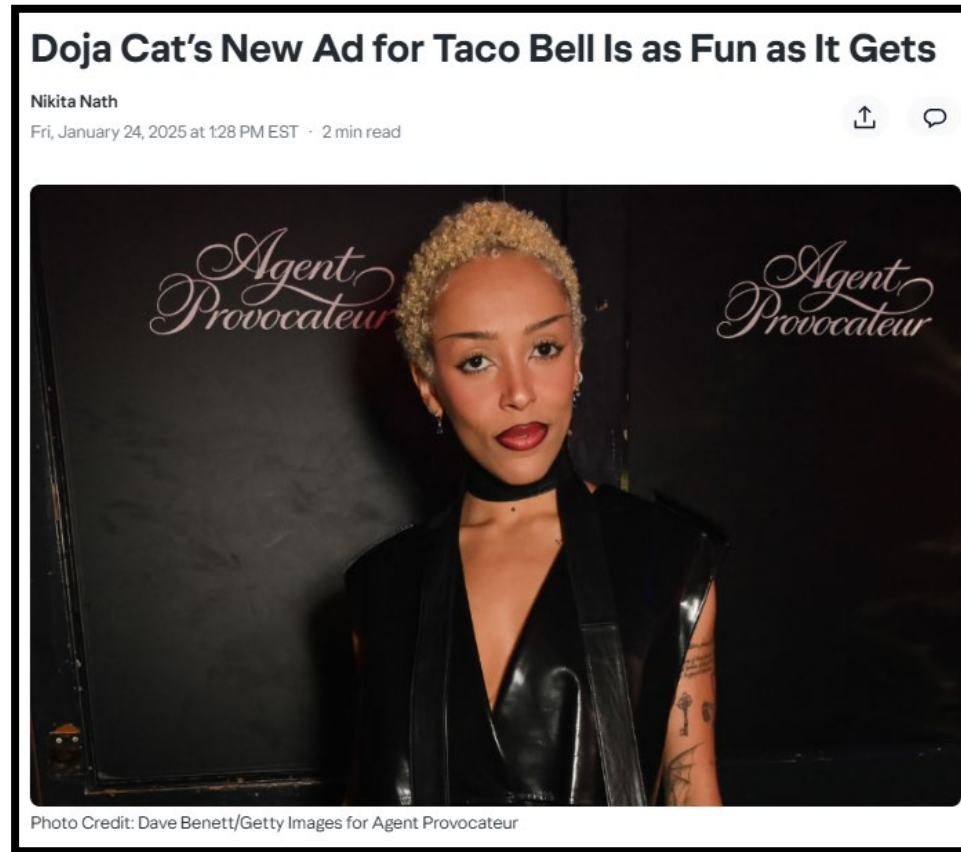 Doja Cat’s New Ad for Taco Bell Is as Fun as It Gets
Nikita Nath
Fri, January 24, 2025 at 1:28 PM EST · 2 min read
Agent
Provocateur
Agent
Provocateur
Photo Credit: Dave Benett/Getty Images for Agent Provocateur